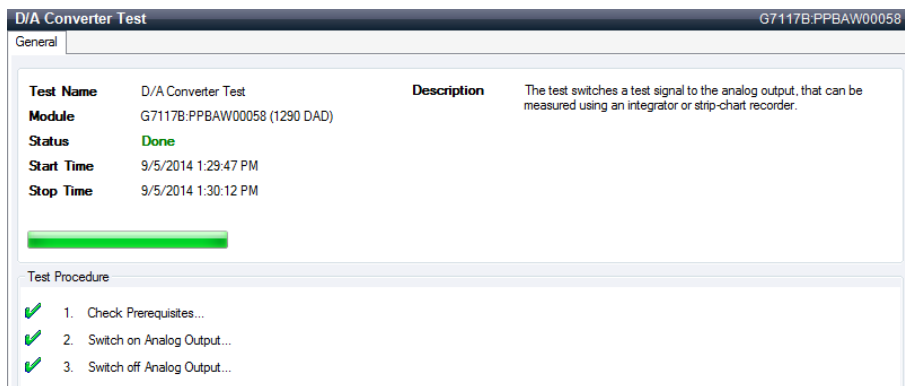 D/A Converter Test G7117B:PPBAW00058
General
Test Name D/A Converter Test Description The test switches a test signal to the analog output, that can be
measured using an integrator or strip-chart recorder.
Module G7117B:PPBAW00058 (1290 DAD)
Status Done
Start Time 9/5/2014 1:29:47 PM
Stop Time 9/5/2014 1:30:12 PM
Test Procedure
1. Check Prerequisites...
2. Switch on Analog Output...
3. Switch off Analog Output...